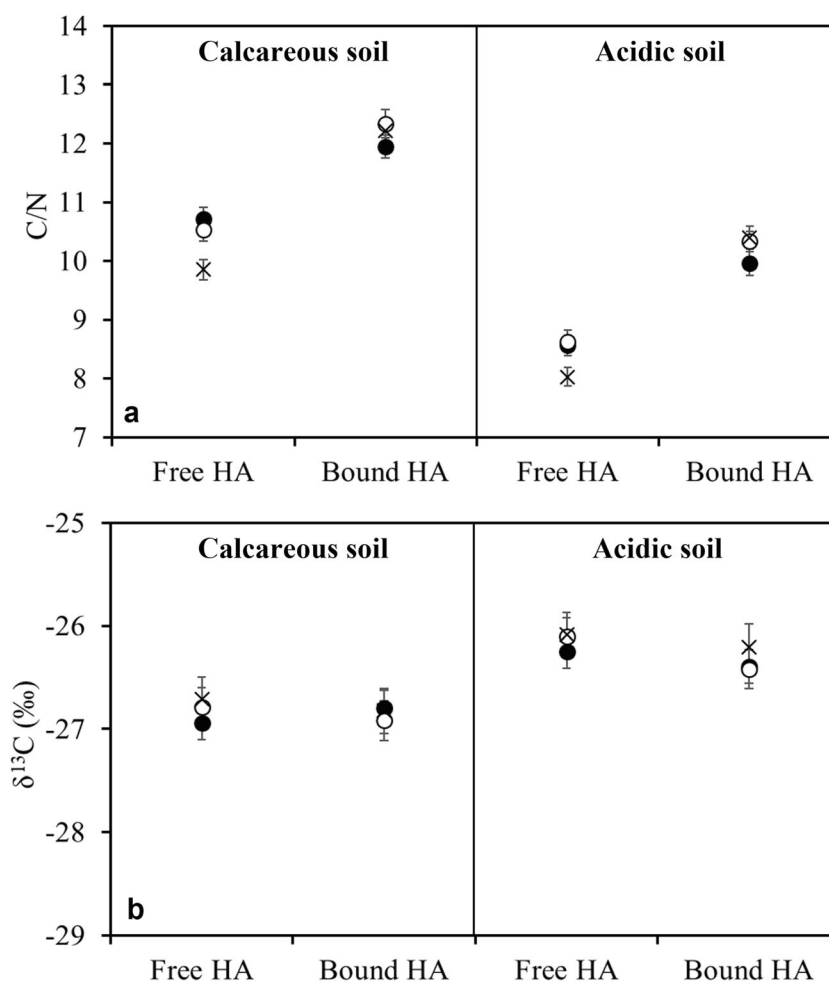 14
13
12
11
10
9
8
7
C/N
Calcareous soil
Acidic soil
a
Free HA Bound HA Free HA Bound HA
-25
-26
-27
-28
-29
δ¹³C (‰)
Calcareous soil
Acidic soil
b
Free HA Bound HA Free HA Bound HA